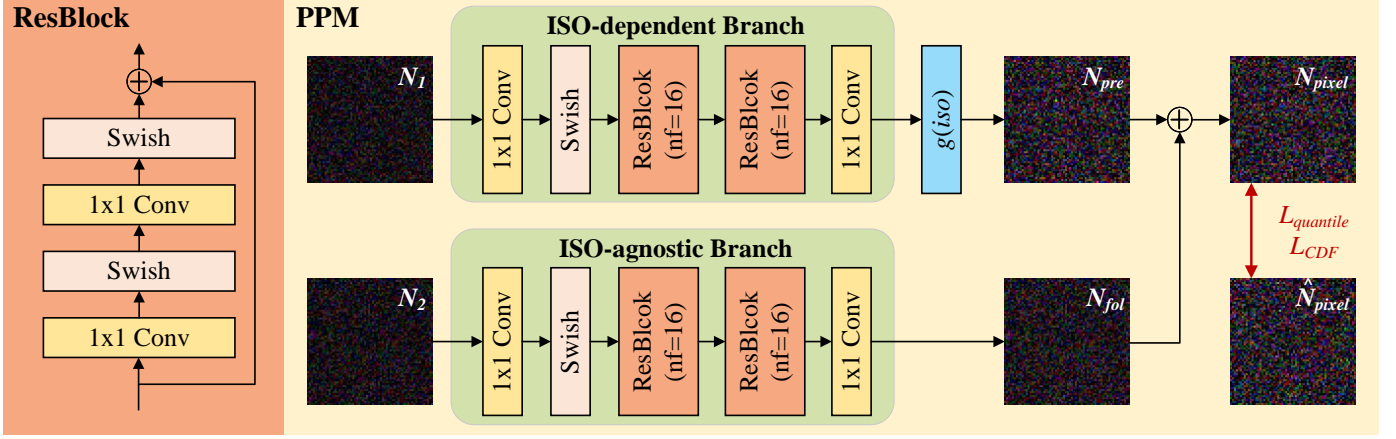 ResBlock
Swish
1x1 Conv
Swish
1x1 Conv
PPM
ISO-dependent Branch
N1
1x1 Conv
Swish
ResBlcok
(nf=16)
ResBlcok
(nf=16)
1x1 Conv
g(iso)
Npre
Npixel
Lquantile
LCDF
ISO-agnostic Branch
N2
1x1 Conv
Swish
ResBlcok
(nf=16)
ResBlcok
(nf=16)
1x1 Conv
Nfol
N̂pixel